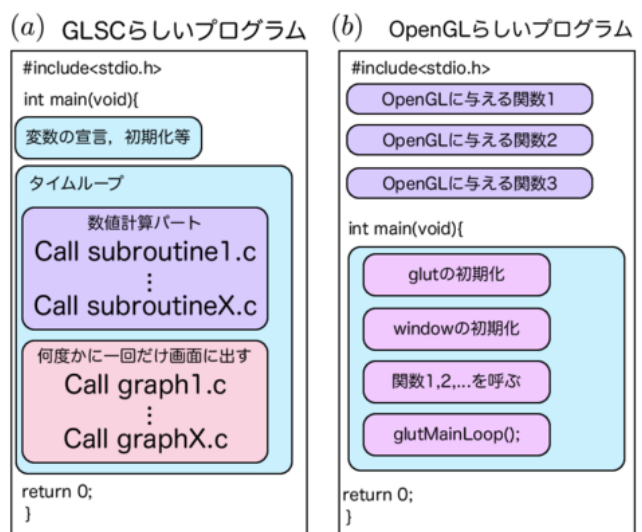 (a) GLSCらしいプログラム
#include<stdio.h>
int main(void){
変数の宣言，初期化等
タイムループ
数値計算パート
Call subroutine1.c
⋮
Call subroutineX.c
何度かに一回だけ画面に出す
Call graph1.c
⋮
Call graphX.c
return 0;
}
(b) OpenGLらしいプログラム
#include<stdio.h>
OpenGLに与える関数1
OpenGLに与える関数2
OpenGLに与える関数3
int main(void){
glutの初期化
windowの初期化
関数1,2,...を呼ぶ
glutMainLoop();
return 0;
}